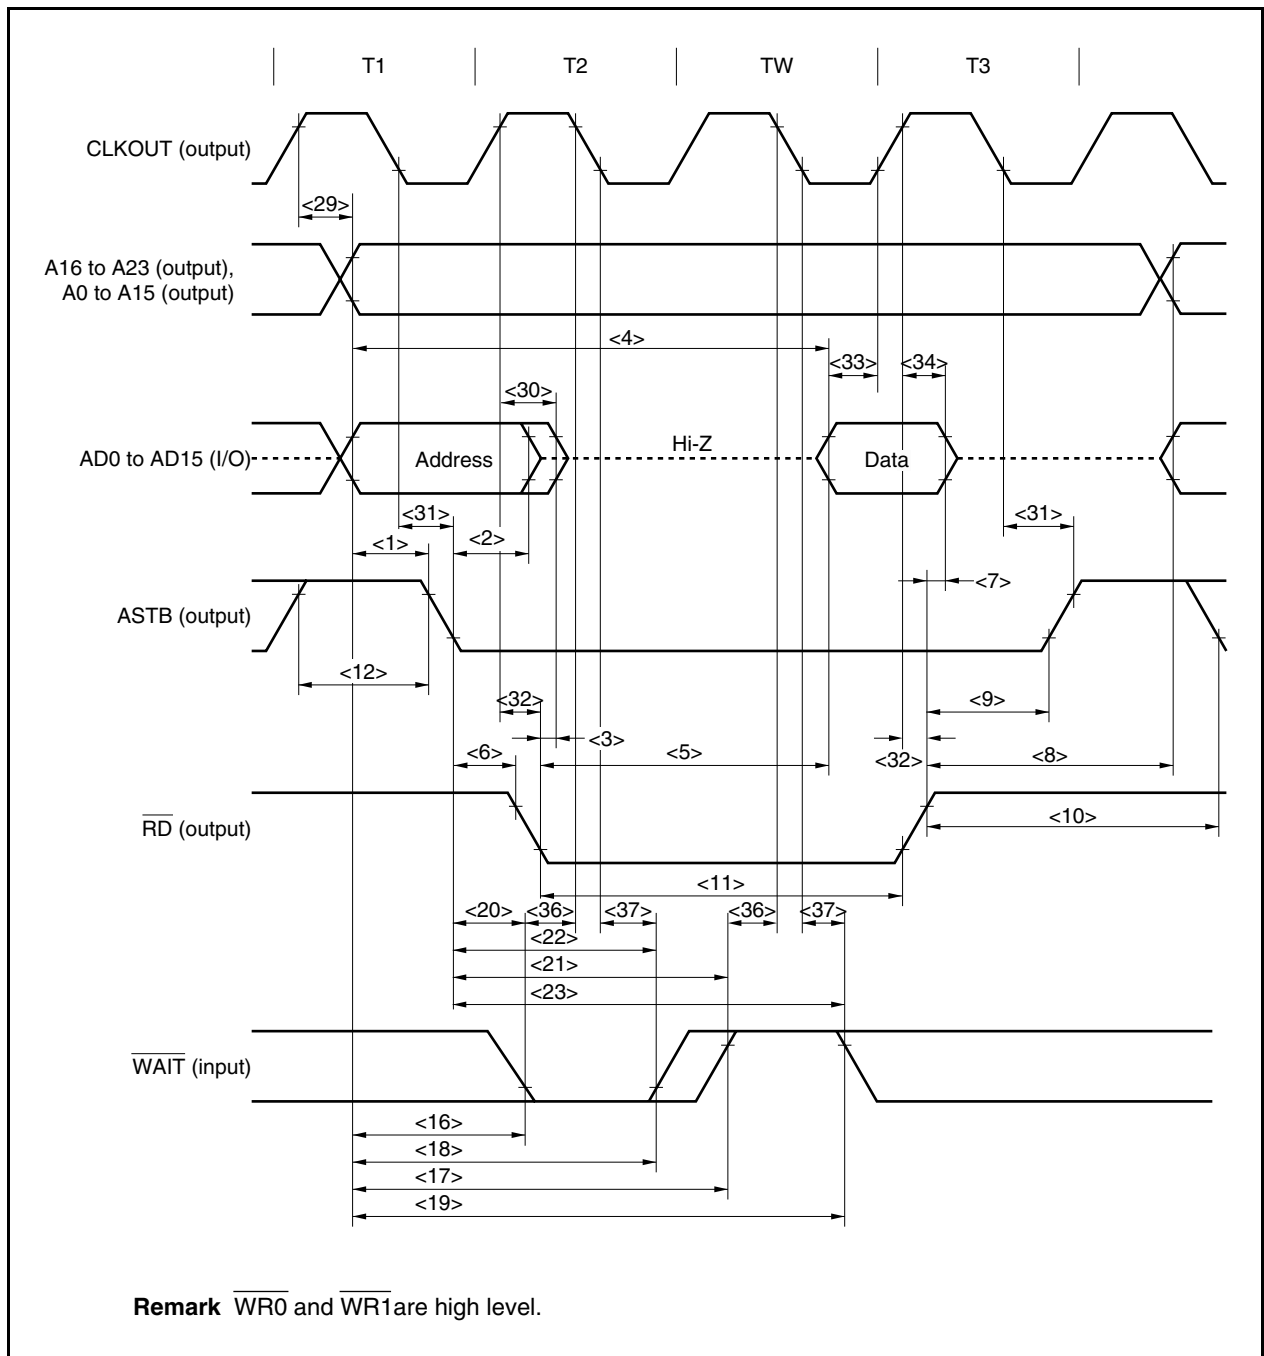 T1 T2 TW T3
CLKOUT (output)
<29>
A16 to A23 (output),
A0 to A15 (output)
<4>
<33> <34>
<30>
Hi-Z
AD0 to AD15 (I/O) Address Data
<31> <31>
<1> <2>
<7>
ASTB (output)
<12>
<32> <9>
<3>
<6> <5> <32> <8>
RD (output) <10>
<11>
<20> <36> <37> <36> <37>
<22>
<21>
<23>
WAIT (input)
<16>
<18>
<17>
<19>
Remark WR0 and WR1are high level.